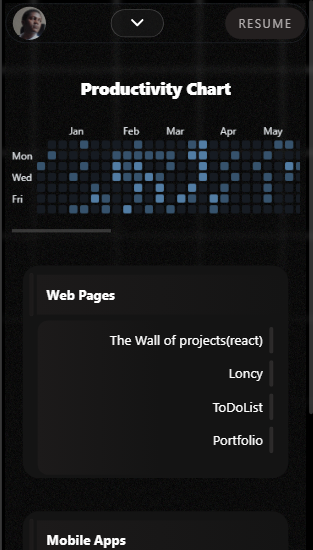 RESUME
Productivity Chart
Jan Feb Mar Apr May
Mon
Wed
Fri
Web Pages
The Wall of projects(react)
Loncy
ToDoList
Portfolio
Mobile Apps